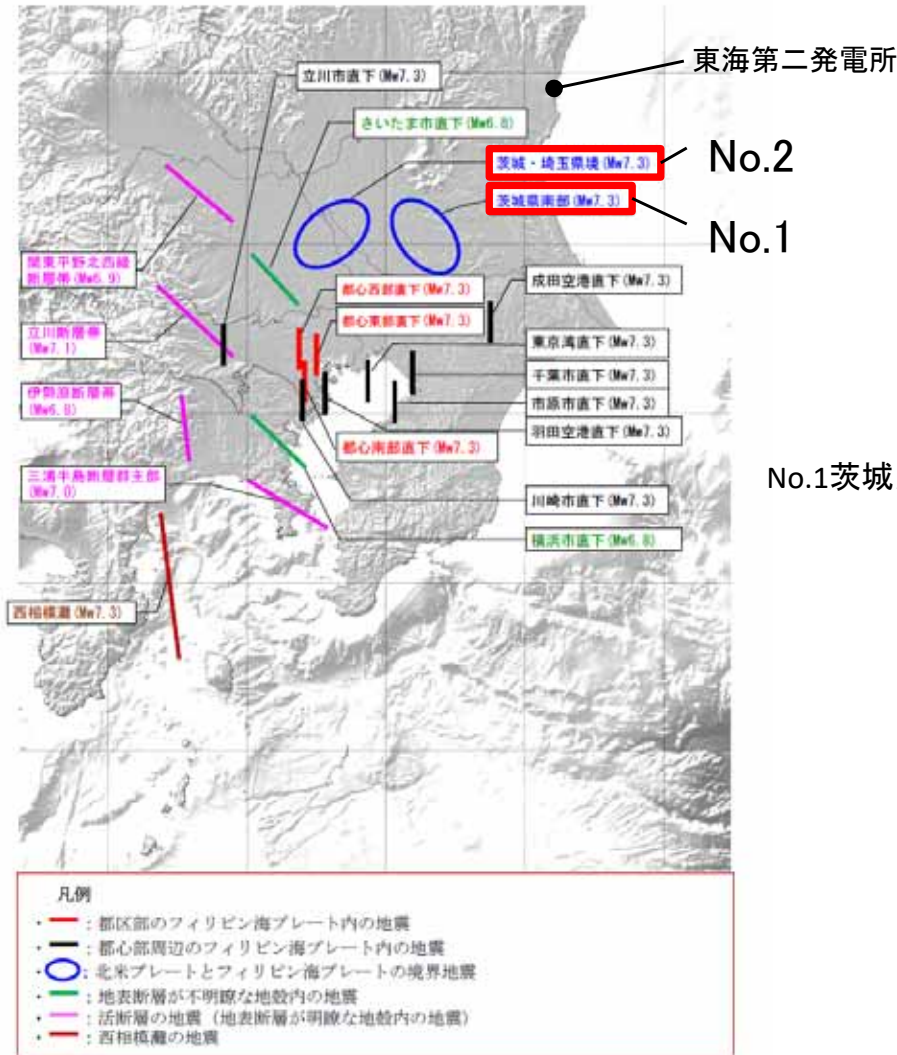 東海第二発電所
立川市直下(Mw7.3)
さいたま市直下(Mw6.8)
茨城・埼玉県境(Mw7.3)
No.2
茨城県南部(Mw7.3)
No.1
関東平野北西縁
断層帯(Mw6.9)
都心西部直下(Mw7.3)
成田空港直下(Mw7.3)
都心東部直下(Mw7.3)
立川断層帯
(Mw7.1)
東京湾直下(Mw7.3)
千葉市直下(Mw7.3)
伊勢原断層帯
(Mw6.8)
市原市直下(Mw7.3)
羽田空港直下(Mw7.3)
都心南部直下(Mw7.3)
三浦半島断層群主部
(Mw7.0)
No.1茨城
川崎市直下(Mw7.3)
横浜市直下(Mw6.8)
西相模灘(Mw7.3)
凡例
・ : 都区部のフィリピン海プレート内の地震
・ : 都心部周辺のフィリピン海プレート内の地震
・ : 北米プレートとフィリピン海プレートの境界地震
・ : 地表断層が不明瞭な地殻内の地震
・ : 活断層の地震（地表断層が明瞭な地殻内の地震）
・ : 西相模灘の地震